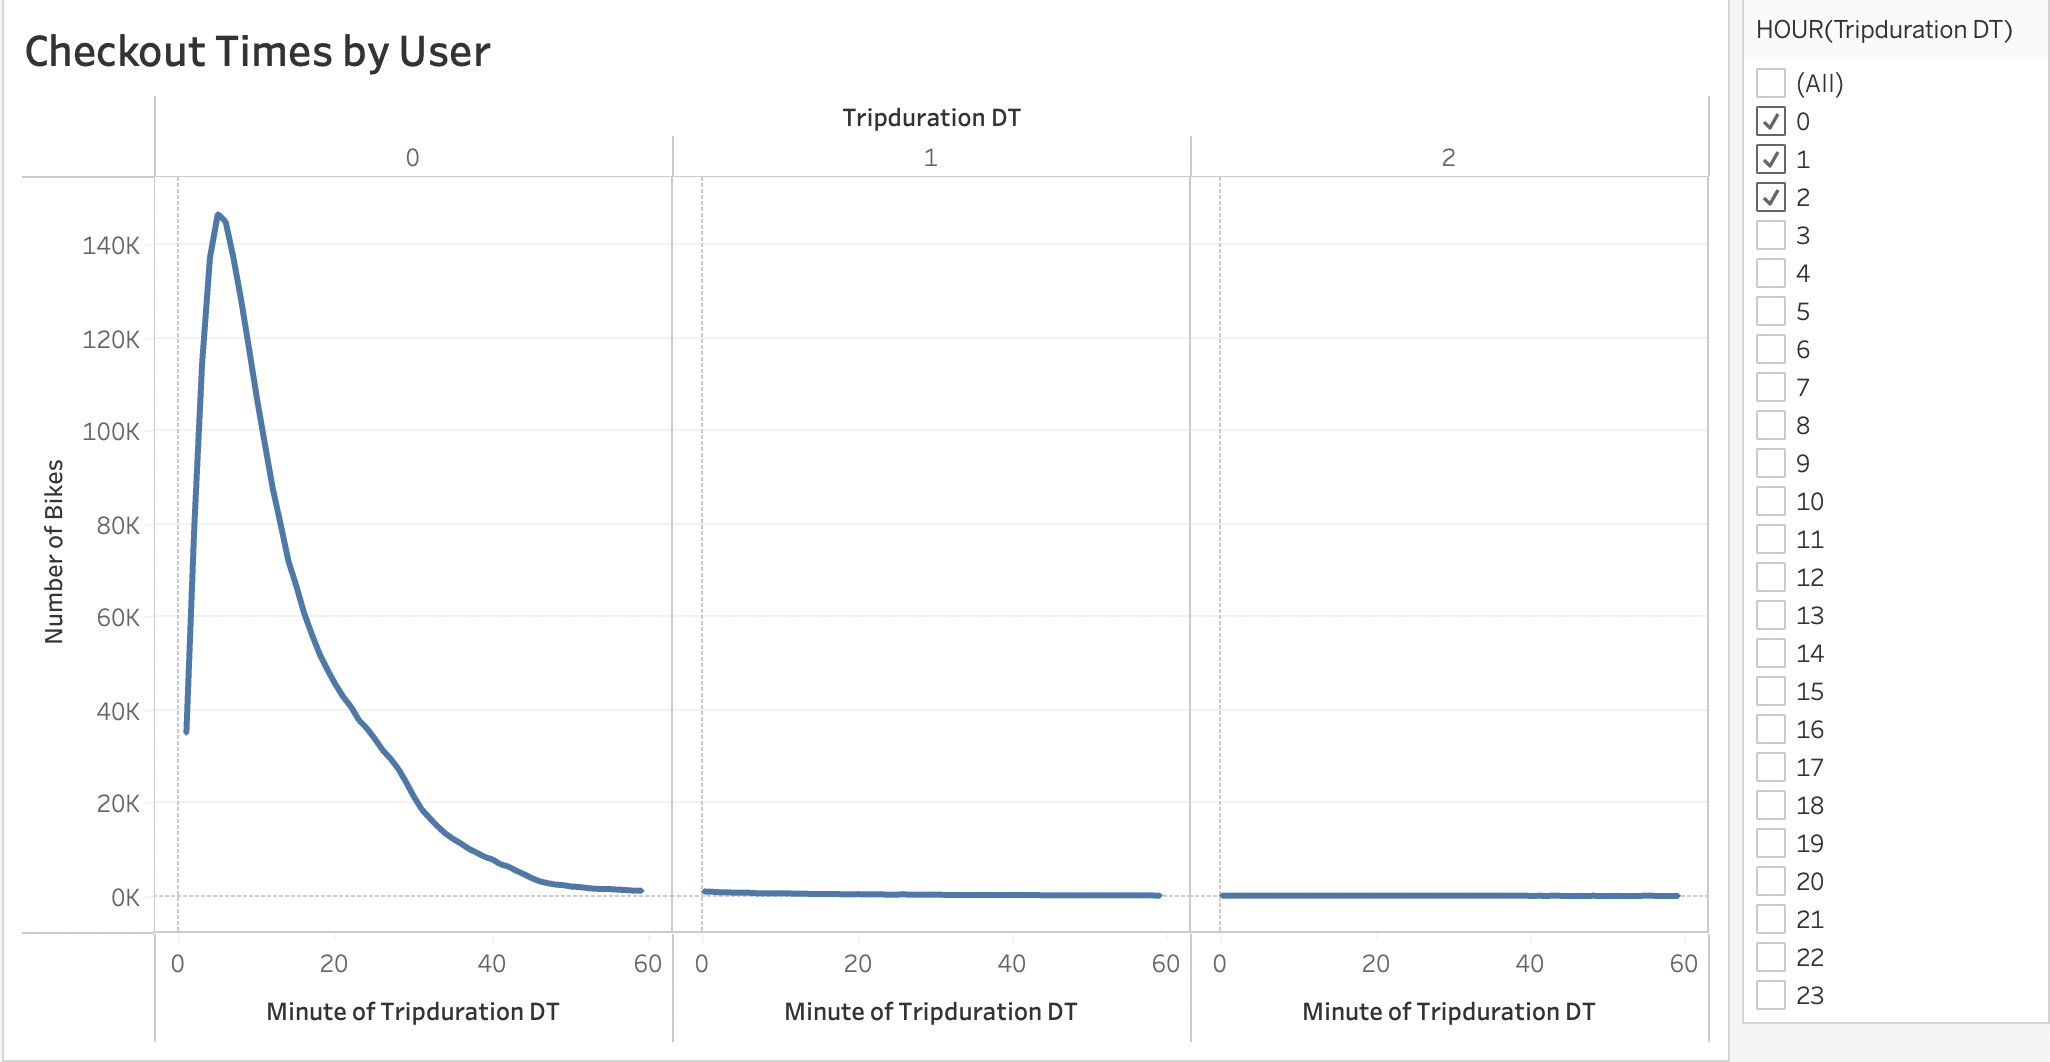 Checkout Times by User
Tripduration DT
0 1 2
140K
120K
100K
80K
60K
40K
20K
0K
Number of Bikes
0 20 40 60 0 20 40 60 0 20 40 60
Minute of Tripduration DT Minute of Tripduration DT Minute of Tripduration DT
HOUR(Tripduration DT)
(All)
0
1
2
3
4
5
6
7
8
9
10
11
12
13
14
15
16
17
18
19
20
21
22
23